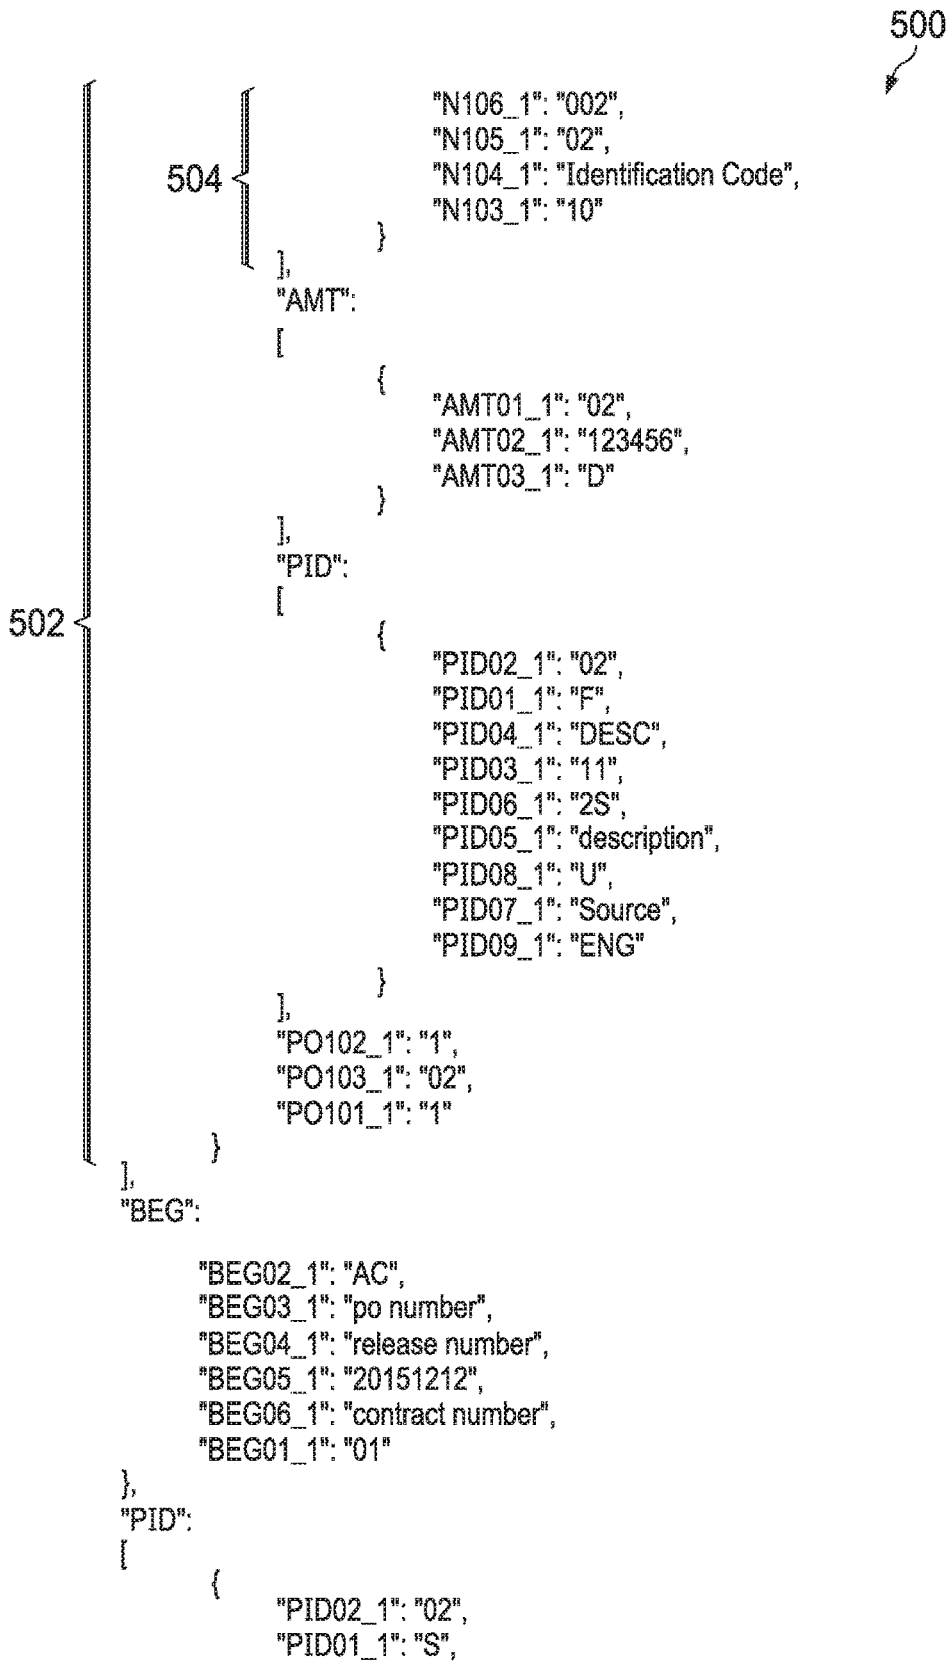 500
"N106_1": "002",
"N105_1": "02",
504
"N104_1": "Identification Code",
"N103_1": "10"
}
],
"AMT":
[
{
"AMT01_1": "02",
"AMT02_1": "123456",
"AMT03_1": "D"
}
],
"PID":
[
502
{
"PID02_1": "02",
"PID01_1": "F",
"PID04_1": "DESC",
"PID03_1": "11",
"PID06_1": "2S",
"PID05_1": "description",
"PID08_1": "U",
"PID07_1": "Source",
"PID09_1": "ENG"
}
],
"PO102_1": "1",
"PO103_1": "02",
"PO101_1": "1"
}
],
"BEG":
"BEG02_1": "AC",
"BEG03_1": "po number",
"BEG04_1": "release number",
"BEG05_1": "20151212",
"BEG06_1": "contract number",
"BEG01_1": "01"
},
"PID":
[
{
"PID02_1": "02",
"PID01_1": "S",